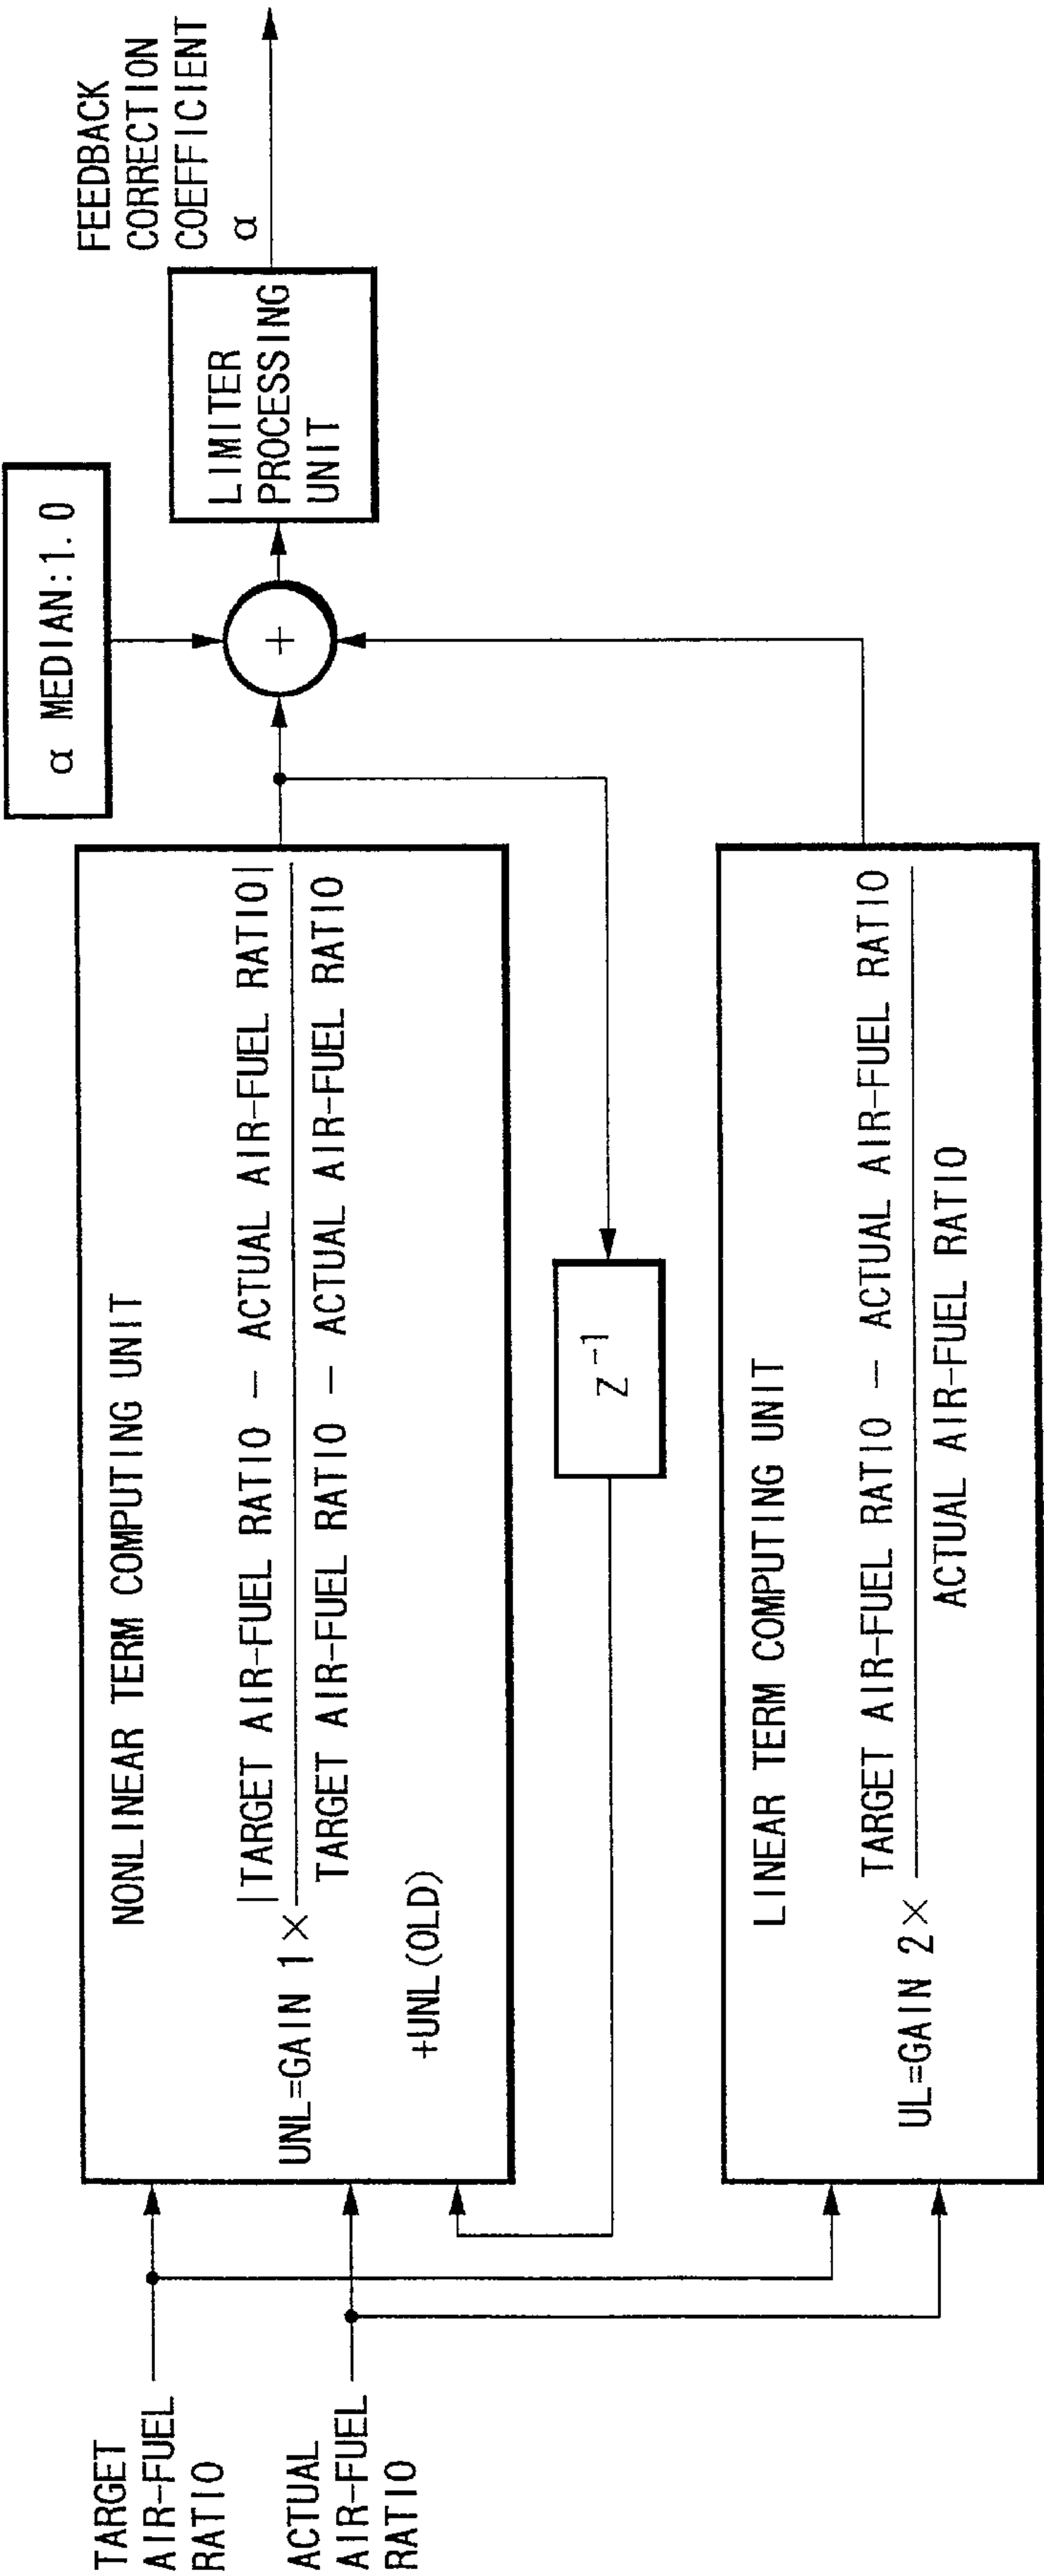 TARGET
AIR-FUEL
RATIO
ACTUAL
AIR-FUEL
RATIO
NONLINEAR TERM COMPUTING UNIT
|TARGET AIR-FUEL RATIO - ACTUAL AIR-FUEL RATIO|
UNL=GAIN 1×
TARGET AIR-FUEL RATIO - ACTUAL AIR-FUEL RATIO
+UNL(OLD)
Z⁻¹
LINEAR TERM COMPUTING UNIT
TARGET AIR-FUEL RATIO - ACTUAL AIR-FUEL RATIO
UL=GAIN 2×
ACTUAL AIR-FUEL RATIO
α MEDIAN:1.0
+
LIMITER
PROCESSING
UNIT
FEEDBACK
CORRECTION
COEFFICIENT
α